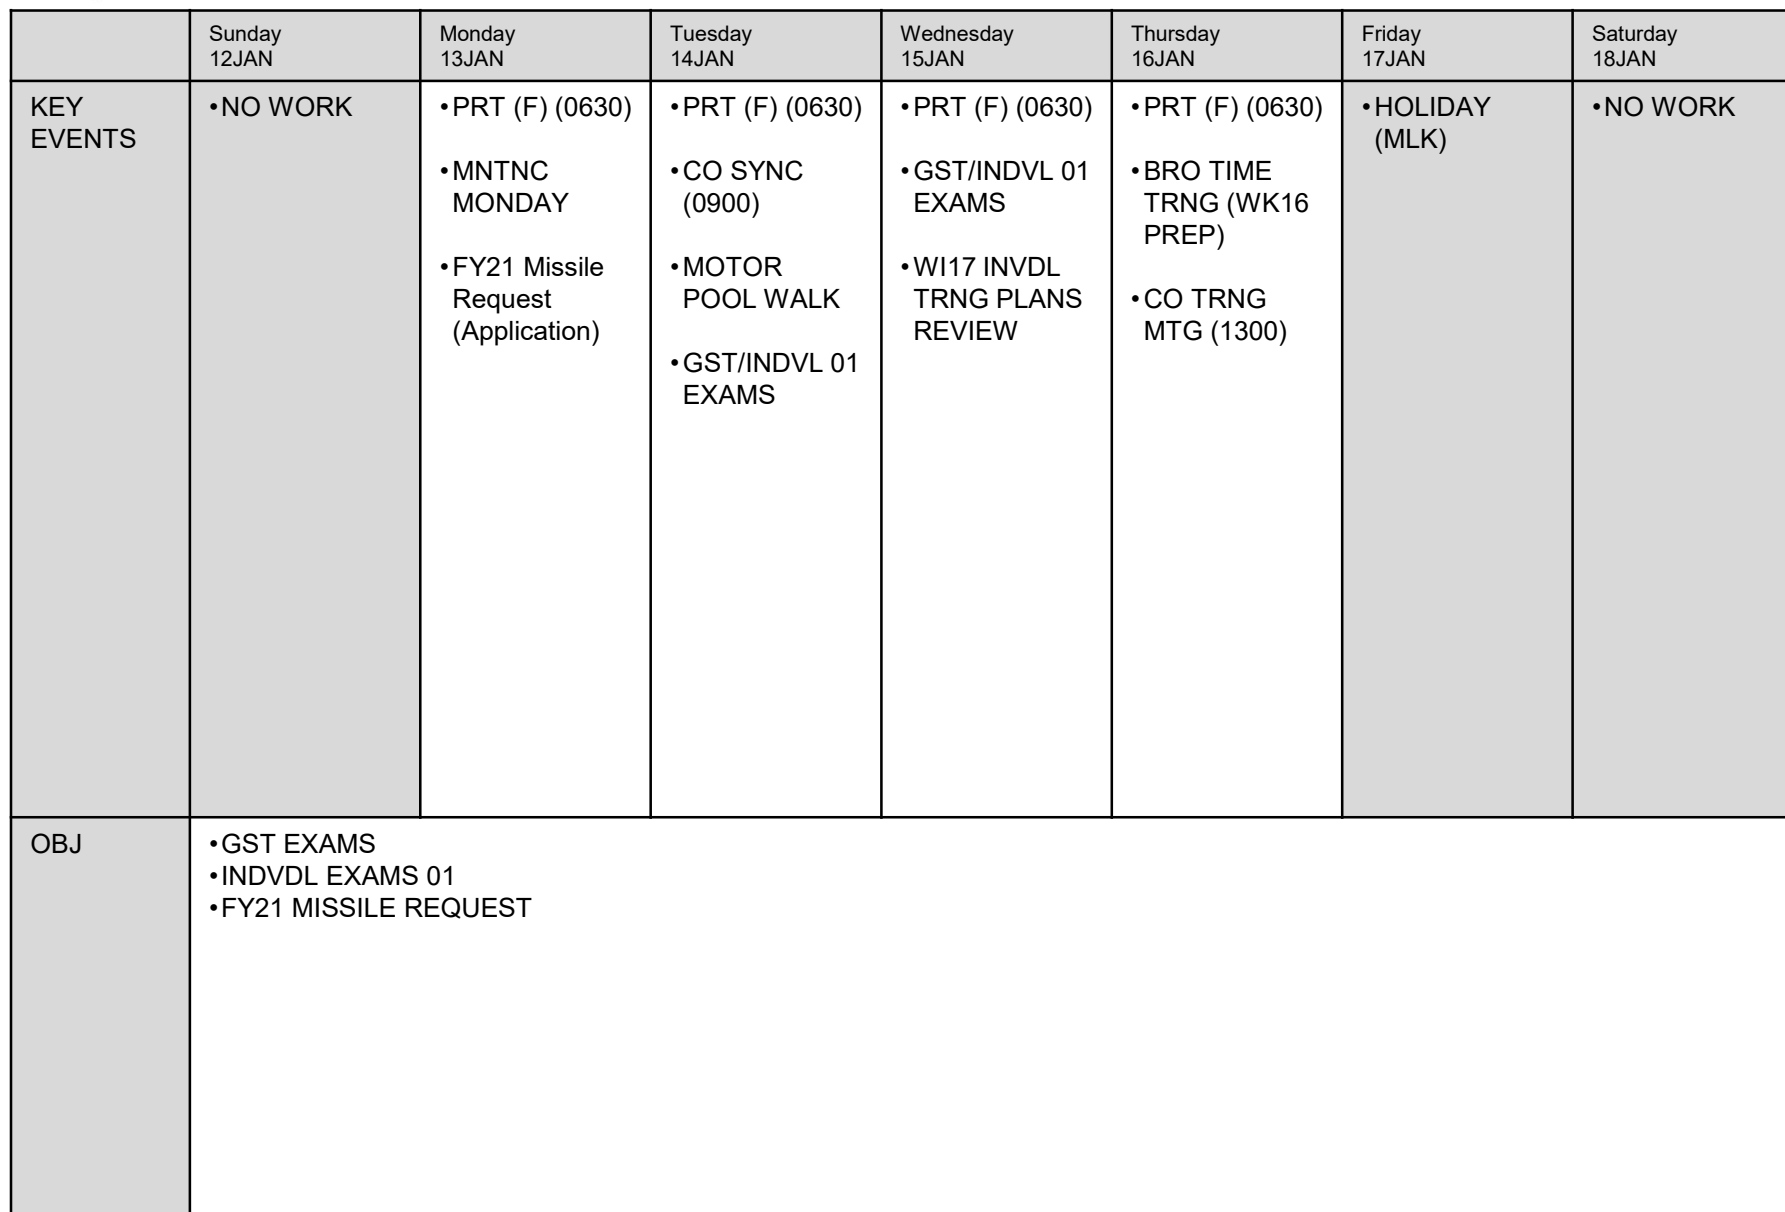 Sunday
12JAN
Monday
13JAN
Tuesday
14JAN
Wednesday
15JAN
Thursday
16JAN
Friday
17JAN
Saturday
18JAN
KEY
EVENTS
•NO WORK
•PRT (F) (0630)
•MNTNC
MONDAY
•FY21 Missile
Request
(Application)
•PRT (F) (0630)
•CO SYNC
(0900)
•MOTOR
POOL WALK
•GST/INDVL 01
EXAMS
•PRT (F) (0630)
•GST/INDVL 01
EXAMS
•WI17 INVDL
TRNG PLANS
REVIEW
•PRT (F) (0630)
•BRO TIME
TRNG (WK16
PREP)
•CO TRNG
MTG (1300)
•HOLIDAY
(MLK)
•NO WORK
OBJ
•GST EXAMS
•INDVDL EXAMS 01
•FY21 MISSILE REQUEST